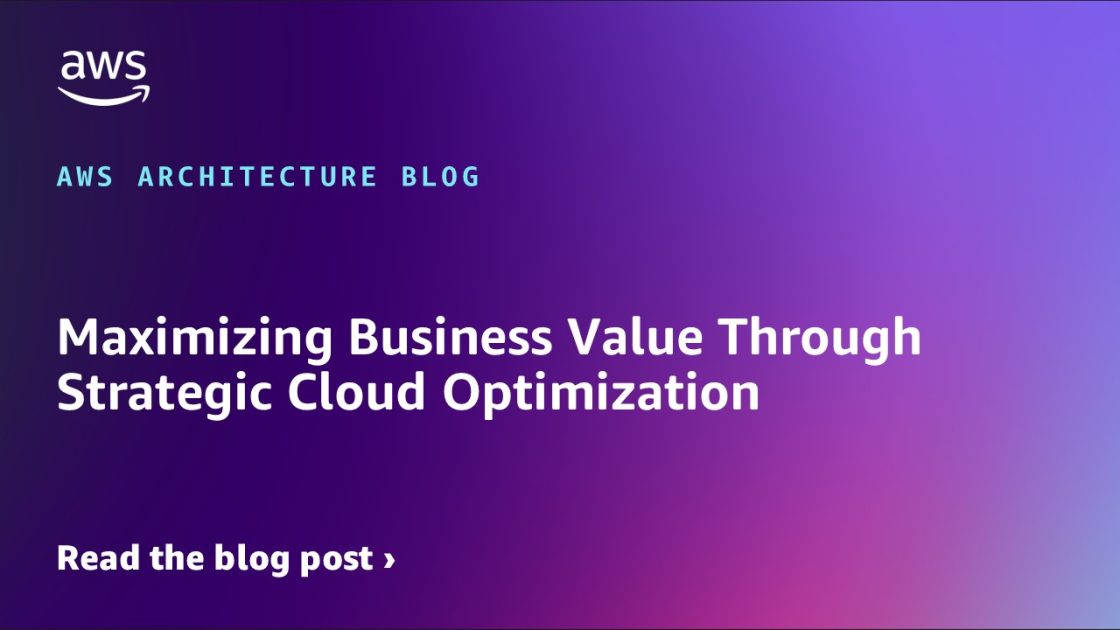 aws
AWS ARCHITECTURE BLOG
Maximizing Business Value Through
Strategic Cloud Optimization
Read the blog post ›